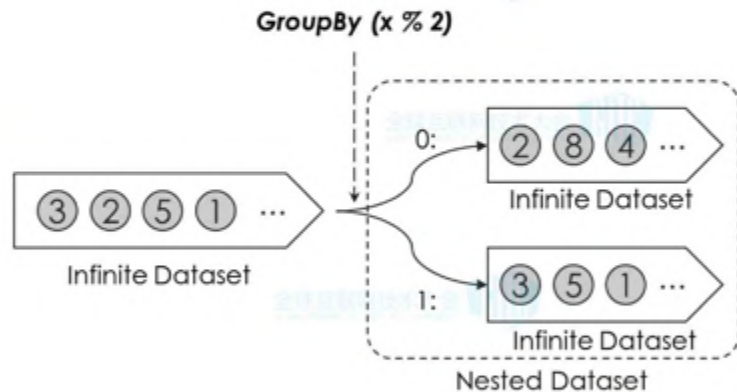 GroupBy (x % 2)
0:
2 8 4 ...
Infinite Dataset
3 2 5 1 ...
Infinite Dataset
1:
3 5 1 ...
Infinite Dataset
Nested Dataset